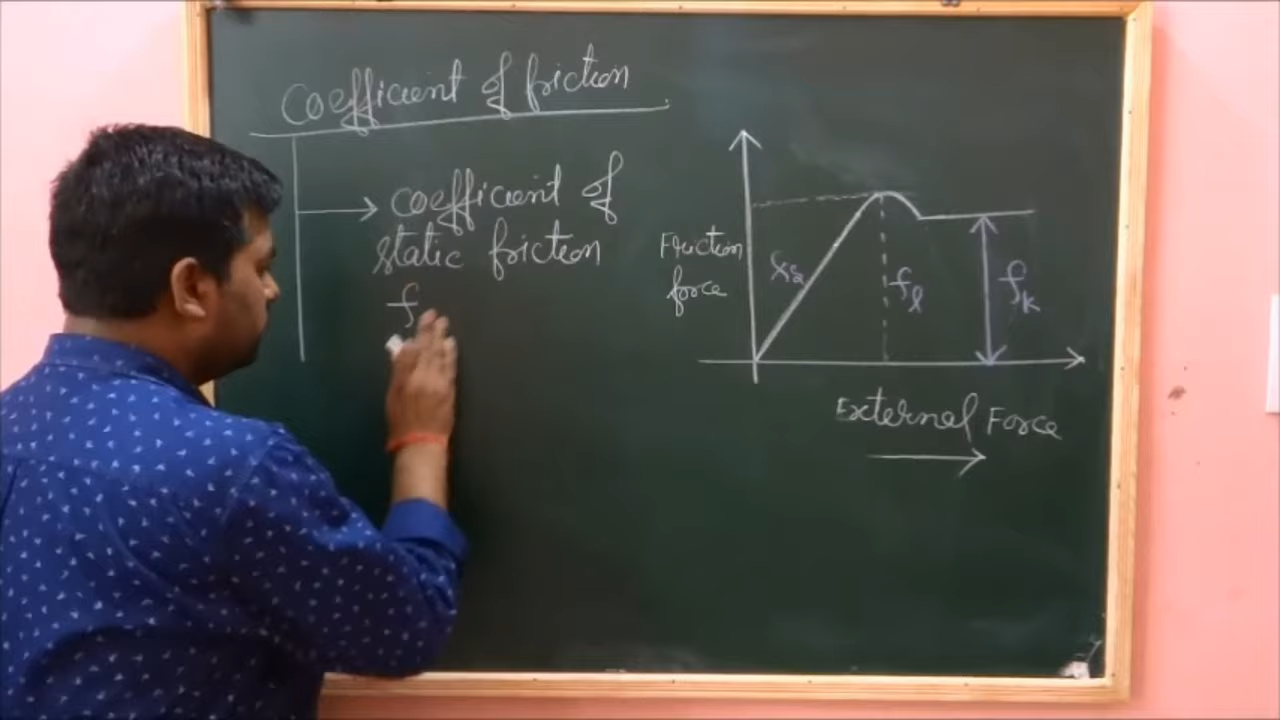 Coefficient of friction
coefficient of
static friction
f
Friction
force
fs
fl
fk
External Force